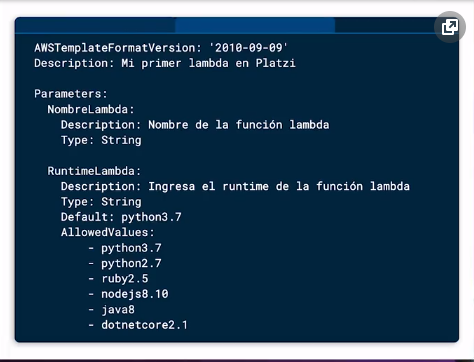 AWSTemplateFormatVersion: '2010-09-09'
Description: Mi primer lambda en Platzi

Parameters:
  NombreLambda:
    Description: Nombre de la función lambda
    Type: String

  RuntimeLambda:
    Description: Ingresa el runtime de la función lambda
    Type: String
    Default: python3.7
    AllowedValues:
        - python3.7
        - python2.7
        - ruby2.5
        - nodejs8.10
        - java8
        - dotnetcore2.1